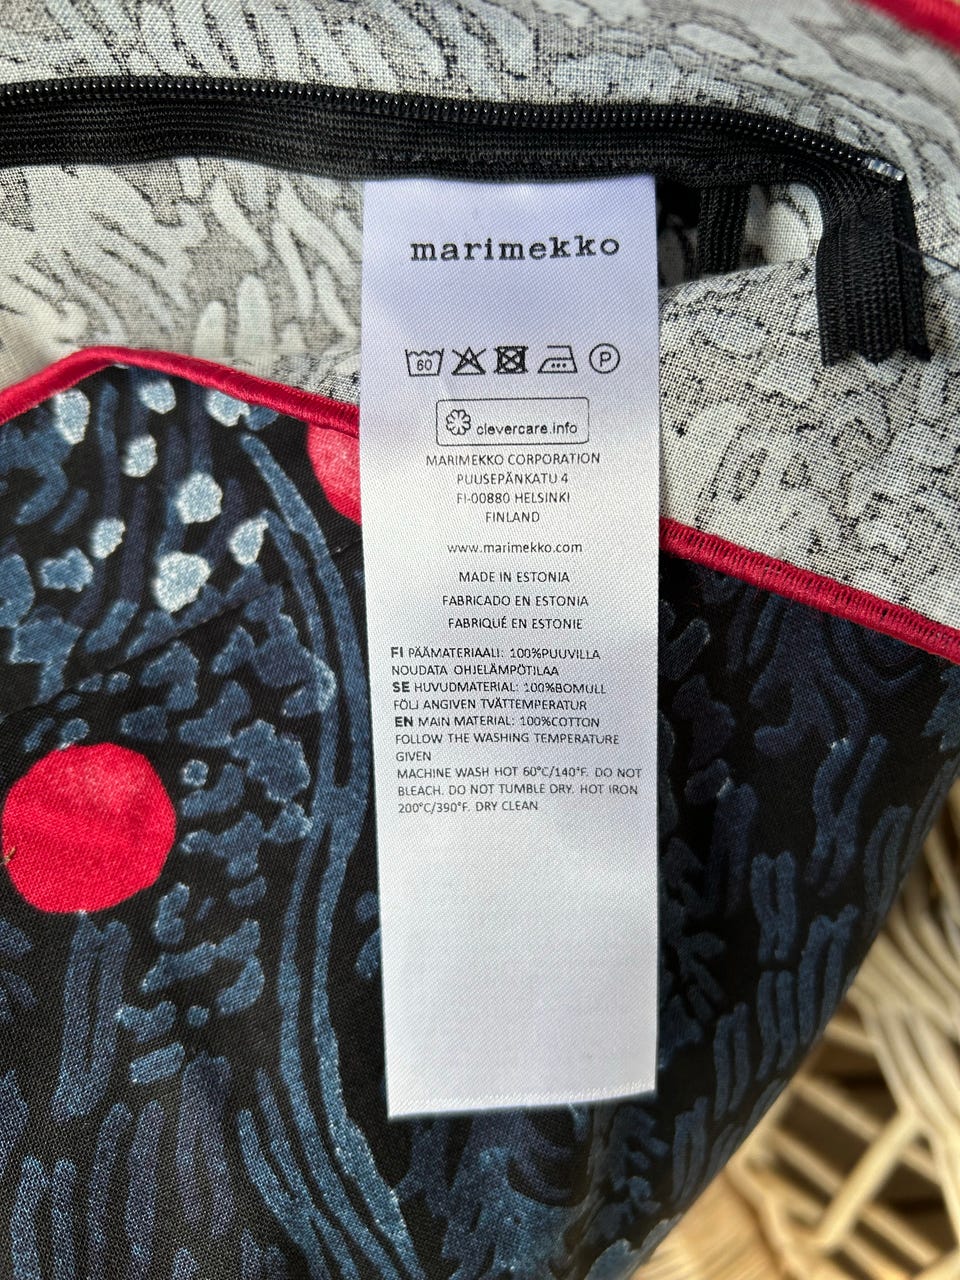 marimekko
60 P
clevercare.info
MARIMEKKO CORPORATION
PUUSEPÄNKATU 4
FI-00880 HELSINKI
FINLAND
www.marimekko.com
MADE IN ESTONIA
FABRICADO EN ESTONIA
FABRIQUÉ EN ESTONIE
FI PÄÄMATERIAALI: 100%PUUVILLA
NOUDATA OHJELÄMPÖTILAA
SE HUVUDMATERIAL: 100%BOMULL
FÖLJ ANGIVEN TVÄTTEMPERATUR
EN MAIN MATERIAL: 100%COTTON
FOLLOW THE WASHING TEMPERATURE
GIVEN
MACHINE WASH HOT 60°C/140°F. DO NOT
BLEACH. DO NOT TUMBLE DRY. HOT IRON
200°C/390°F. DRY CLEAN